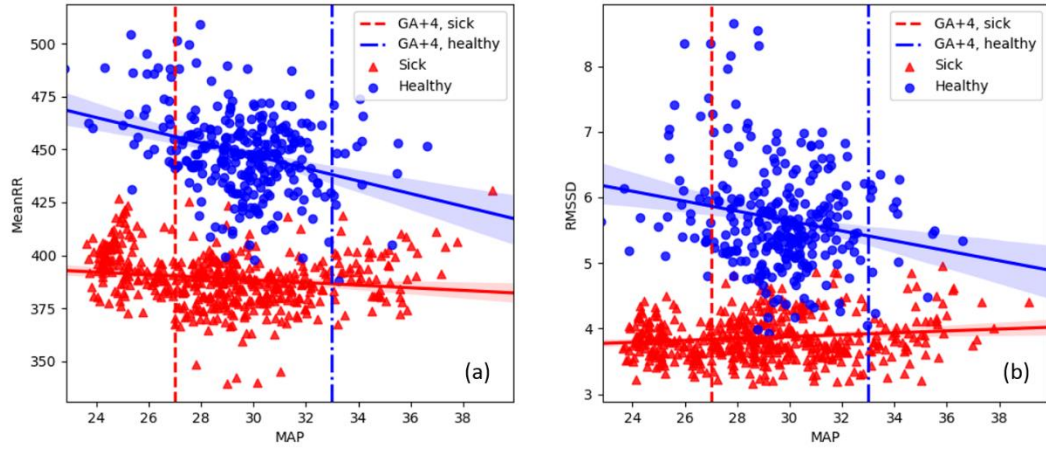 GA+4, sick
GA+4, healthy
Sick
Healthy
500
475
450
425
400
375
350
MeanRR
24 26 28 30 32 34 36 38
MAP
(a)
GA+4, sick
GA+4, healthy
Sick
Healthy
8
7
6
5
4
3
RMSSD
24 26 28 30 32 34 36 38
MAP
(b)